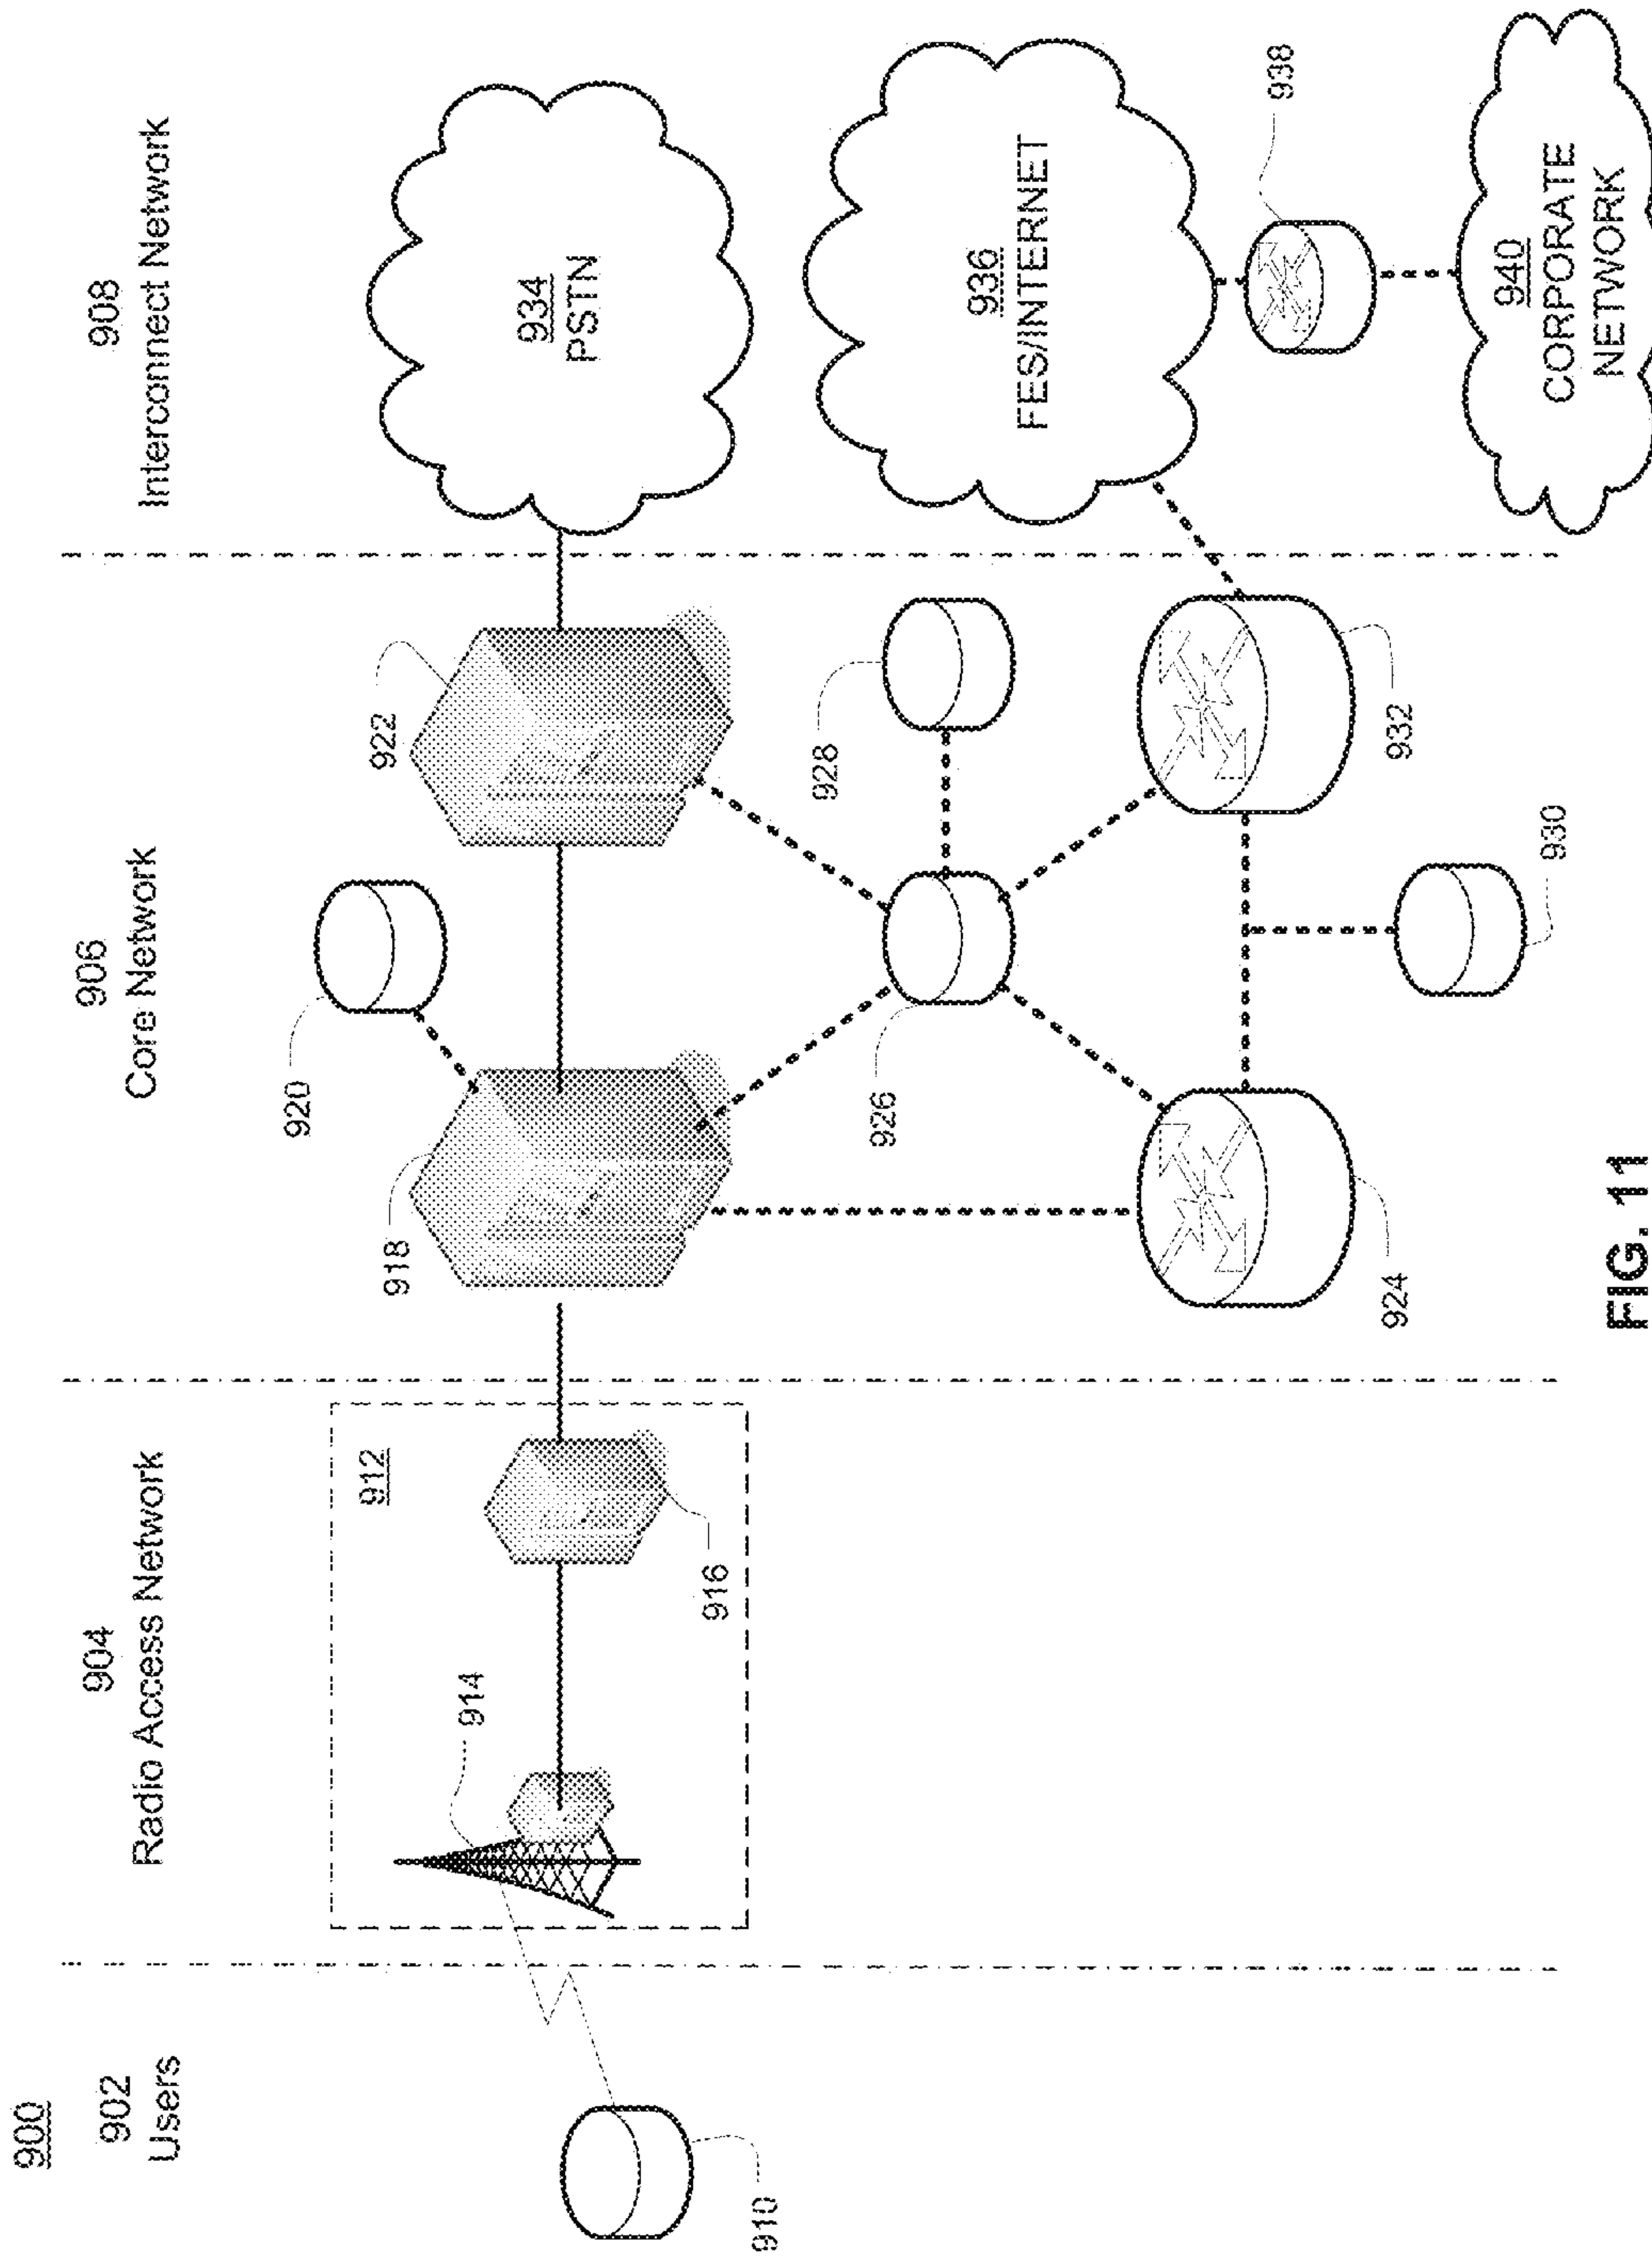 900
902
Users
904
Radio Access Network
906
Core Network
908
Interconnect Network
910
912
914
916
918
920
922
924
926
928
930
932
934
PSTN
936
FES/INTERNET
938
940
CORPORATE
NETWORK
FIG. 11